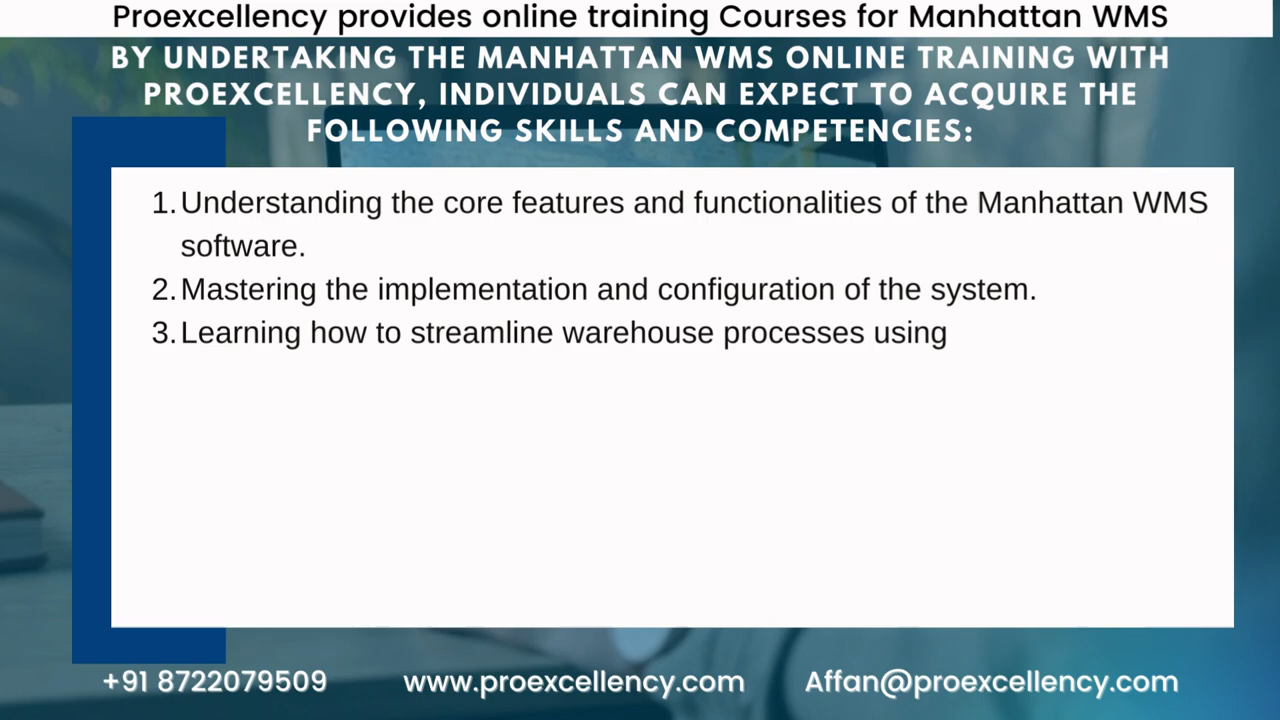 Proexcellency provides online training Courses for Manhattan WMS
BY UNDERTAKING THE MANHATTAN WMS ONLINE TRAINING WITH
PROEXCELLENCY, INDIVIDUALS CAN EXPECT TO ACQUIRE THE
FOLLOWING SKILLS AND COMPETENCIES:
1. Understanding the core features and functionalities of the Manhattan WMS
software.
2. Mastering the implementation and configuration of the system.
3. Learning how to streamline warehouse processes using
+91 8722079509 www.proexcellency.com Affan@proexcellency.com